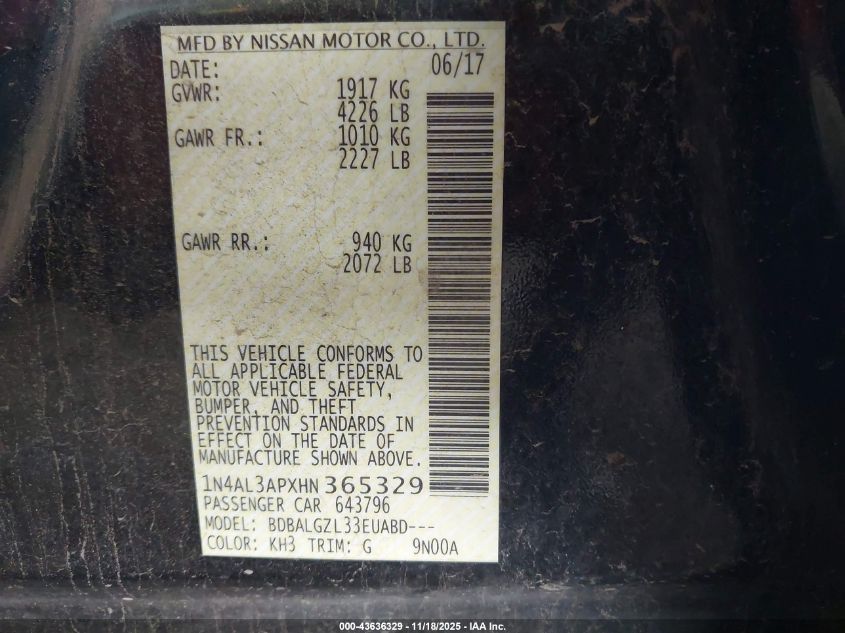 MFD BY NISSAN MOTOR CO., LTD.
DATE: 06/17
GVWR: 1917 KG
4226 LB
GAWR FR.: 1010 KG
2227 LB
GAWR RR.: 940 KG
2072 LB
THIS VEHICLE CONFORMS TO
ALL APPLICABLE FEDERAL
MOTOR VEHICLE SAFETY,
BUMPER, AND THEFT
PREVENTION STANDARDS IN
EFFECT ON THE DATE OF
MANUFACTURE SHOWN ABOVE.
1N4AL3APXHN365329
PASSENGER CAR 643796
MODEL: BDBALGZL33EUABD---
COLOR: KH3 TRIM: G 9N00A
000-43636329 - 11/18/2025 - IAA Inc.